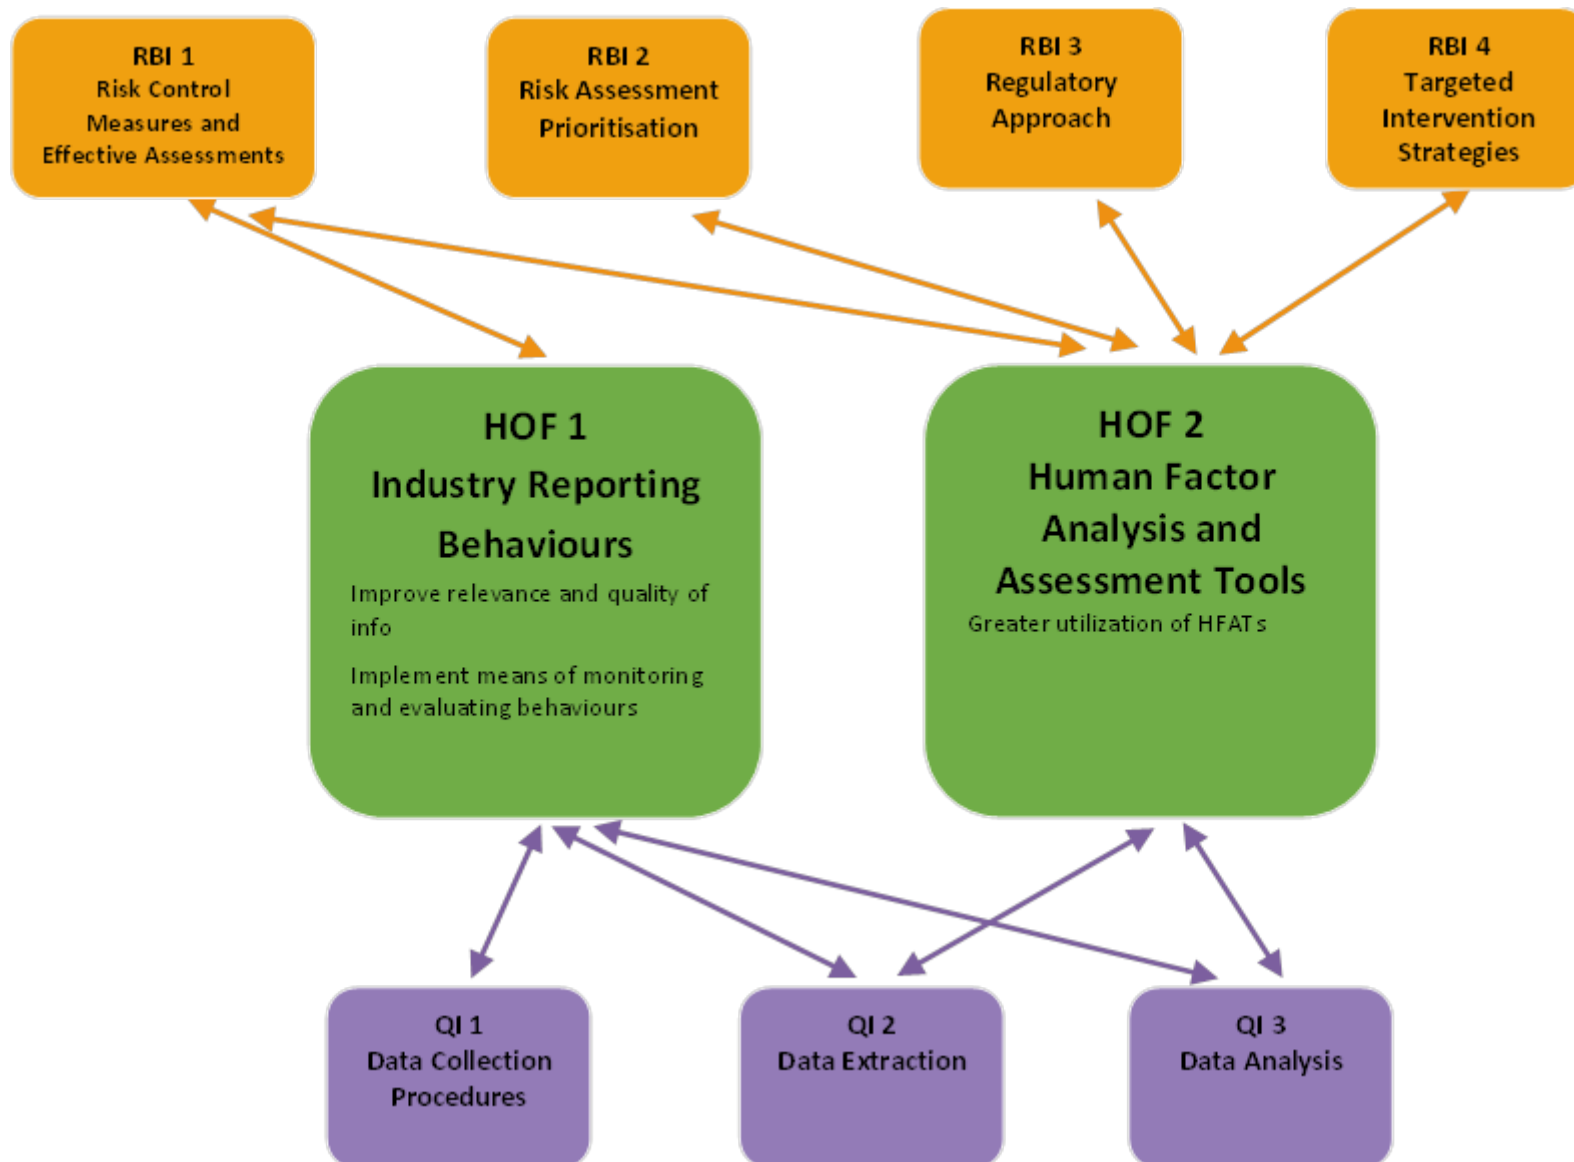 RBI 1
Risk Control
Measures and
Effective Assessments
RBI 2
Risk Assessment
Prioritisation
RBI 3
Regulatory
Approach
RBI 4
Targeted
Intervention
Strategies
HOF 1
Industry Reporting
Behaviours
Improve relevance and quality of
info
Implement means of monitoring
and evaluating behaviours
HOF 2
Human Factor
Analysis and
Assessment Tools
Greater utilization of HFATs
QI 1
Data Collection
Procedures
QI 2
Data Extraction
QI 3
Data Analysis